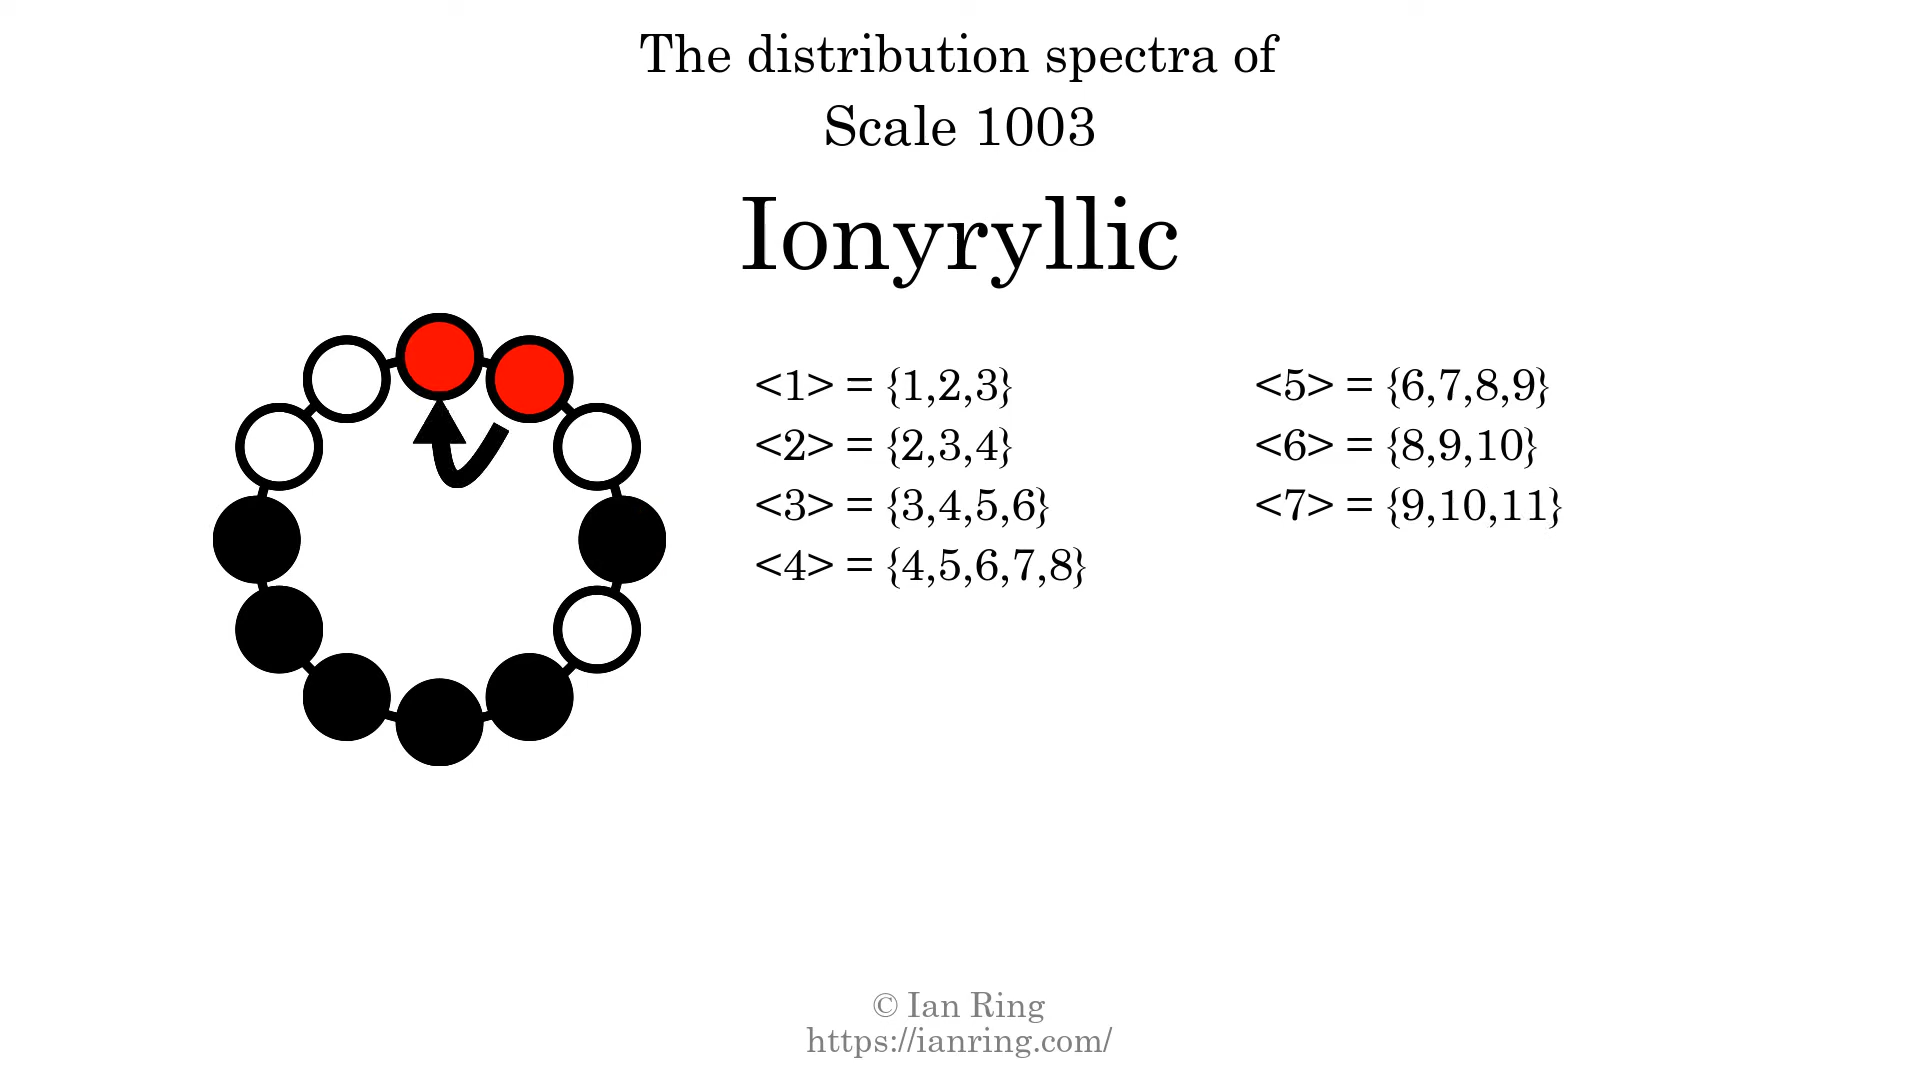 The distribution spectra of
Scale 1003
Ionyryllic
<1> = {1,2,3}
<2> = {2,3,4}
<3> = {3,4,5,6}
<4> = {4,5,6,7,8}
<5> = {6,7,8,9}
<6> = {8,9,10}
<7> = {9,10,11}
© Ian Ring
https://ianring.com/